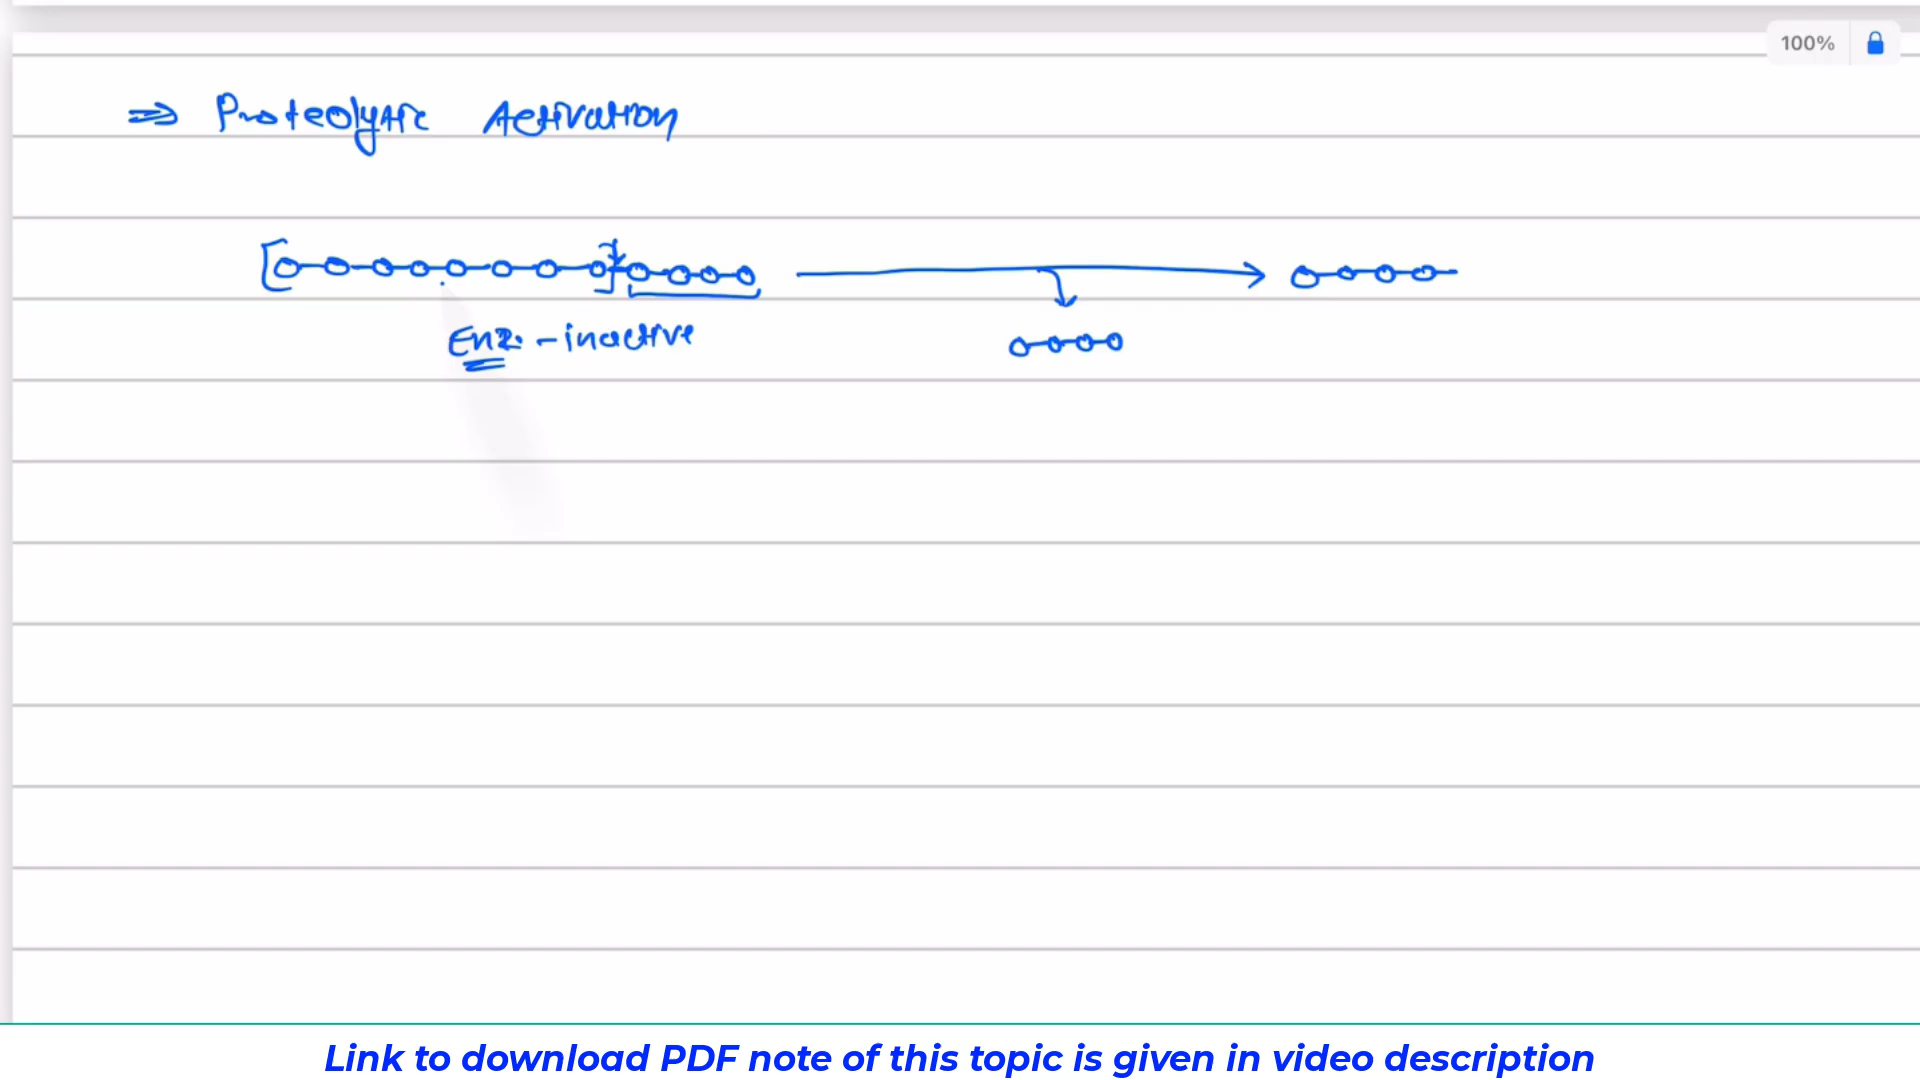 100%
⇒ Proteolytic Activation
Enz. - inactive
Link to download PDF note of this topic is given in video description